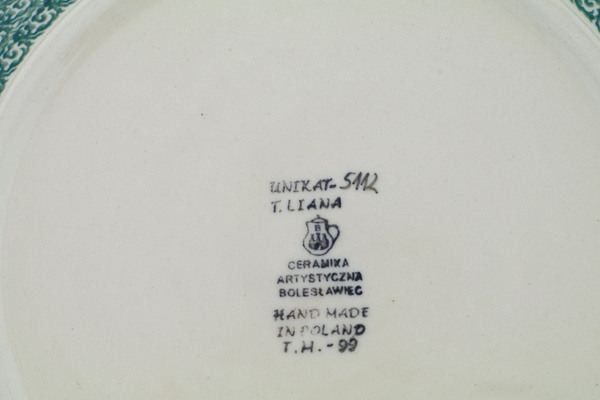 UNIKAT-5112
T. LIANA
B
CERAMIKA
ARTYSTYCZNA
BOLESŁAWIEC
HAND MADE
IN POLAND
T.H.-99